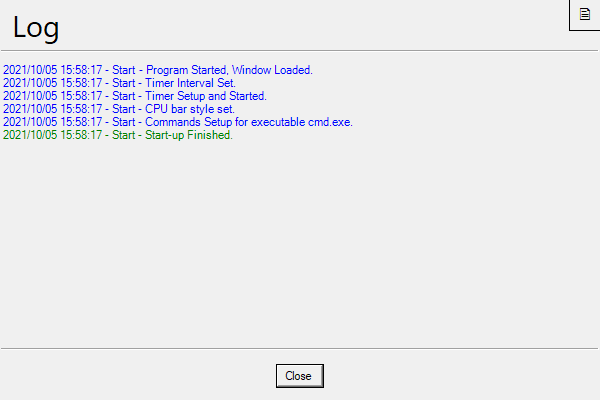 Log
2021/10/05 15:58:17 - Start - Program Started, Window Loaded.
2021/10/05 15:58:17 - Start - Timer Interval Set.
2021/10/05 15:58:17 - Start - Timer Setup and Started.
2021/10/05 15:58:17 - Start - CPU bar style set.
2021/10/05 15:58:17 - Start - Commands Setup for executable cmd.exe.
2021/10/05 15:58:17 - Start - Start-up Finished.
Close